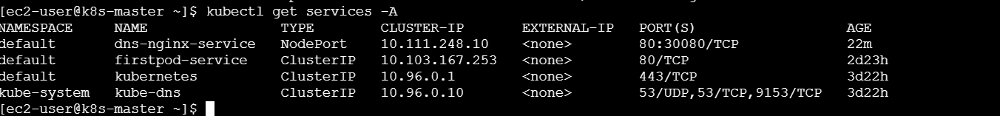 [ec2-user@k8s-master ~]$ kubectl get services -A
NAMESPACE     NAME               TYPE        CLUSTER-IP       EXTERNAL-IP   PORT(S)                  AGE
default       dns-nginx-service  NodePort    10.111.248.10    <none>        80:30080/TCP             22m
default       firstpod-service   ClusterIP   10.103.167.253   <none>        80/TCP                   2d23h
default       kubernetes         ClusterIP   10.96.0.1        <none>        443/TCP                  3d22h
kube-system   kube-dns           ClusterIP   10.96.0.10       <none>        53/UDP,53/TCP,9153/TCP   3d22h
[ec2-user@k8s-master ~]$